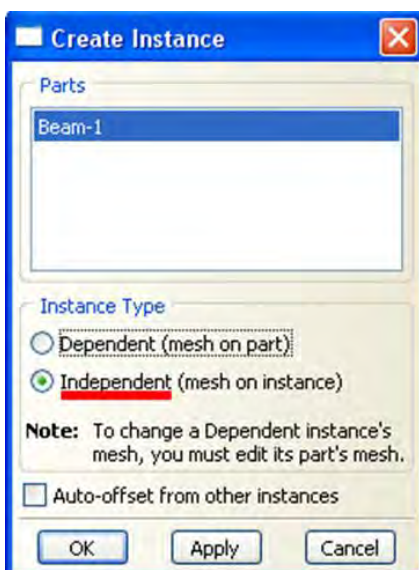 Create Instance
Parts
Beam-1
Instance Type
Dependent (mesh on part)
Independent (mesh on instance)
Note: To change a Dependent instance's
mesh, you must edit its part's mesh.
Auto-offset from other instances
OK Apply Cancel